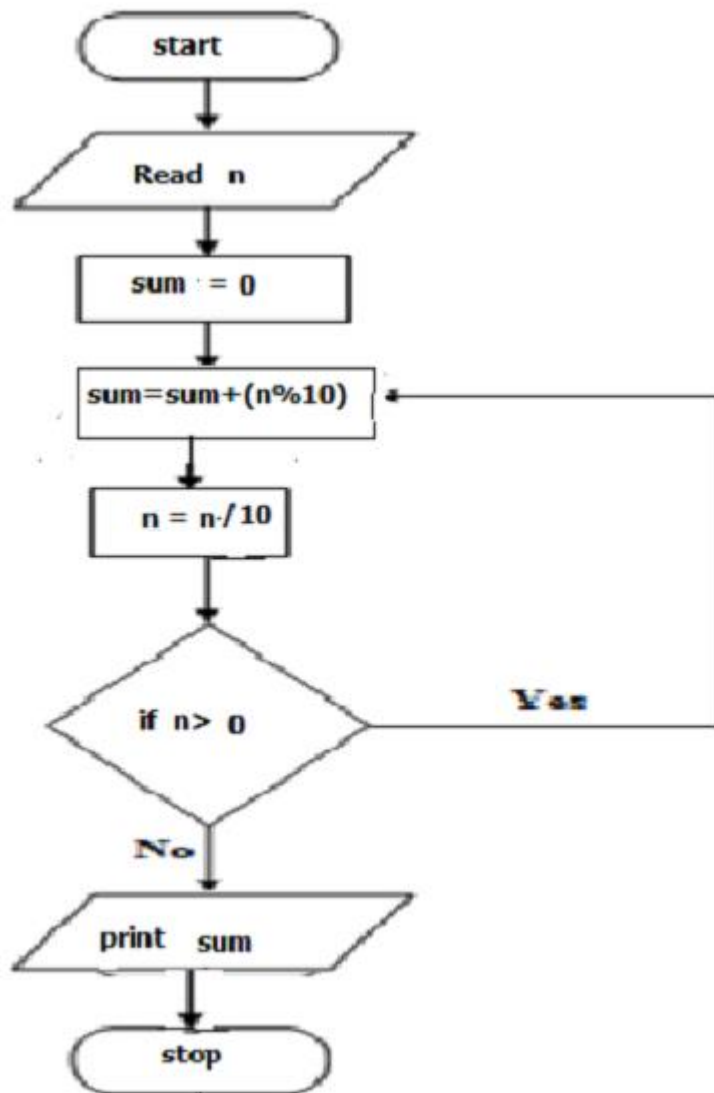 start
Read n
sum = 0
sum=sum+(n%10)
n = n /10
if n> 0
Yes
No
print sum
stop